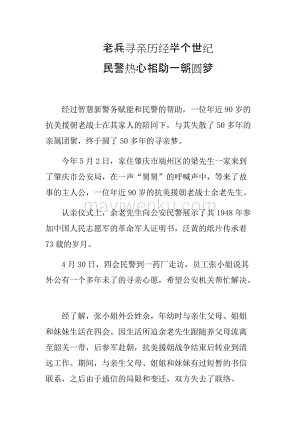 老兵寻亲历经半个世纪
民警热心相助一朝圆梦
经过智慧新警务赋能和民警的帮助，一位年近 90 岁的
抗美援朝老战士在其家人的陪同下，与其失散了 50 多年的
亲属团聚，终于圆了 50 多年的寻亲梦。
今年 5 月 2 日，家住肇庆市端州区的梁先生一家来到
了肇庆市公安局，在一声“舅舅”的呼喊声中，等来了故
事的主人公，一位年近 90 岁的抗美援朝老战士余老先生。
认亲仪式上，余老先生向公安民警展示了其 1948 年参
加中国人民志愿军的革命军人证明书，泛黄的纸片传承了
73 载的岁月。
4 月 30 日，四会民警到一药厂走访，员工张小姐说其
外公有一个多年未了的寻亲心愿，希望公安机关帮忙解决。
www.mayiwenku.com
经了解，张小姐外公姓余，年幼时与亲生父母、姐姐
和妹妹生活在四会。因生活所迫余老先生跟随养父母流离
至韶关一带，后参军赴朝，抗美援朝战争结束后转业到清
远工作。期间，与亲生父母、姐姐和妹妹有过短暂的书信
联系，之后由于通信的局限和变迁，双方失去了联络。